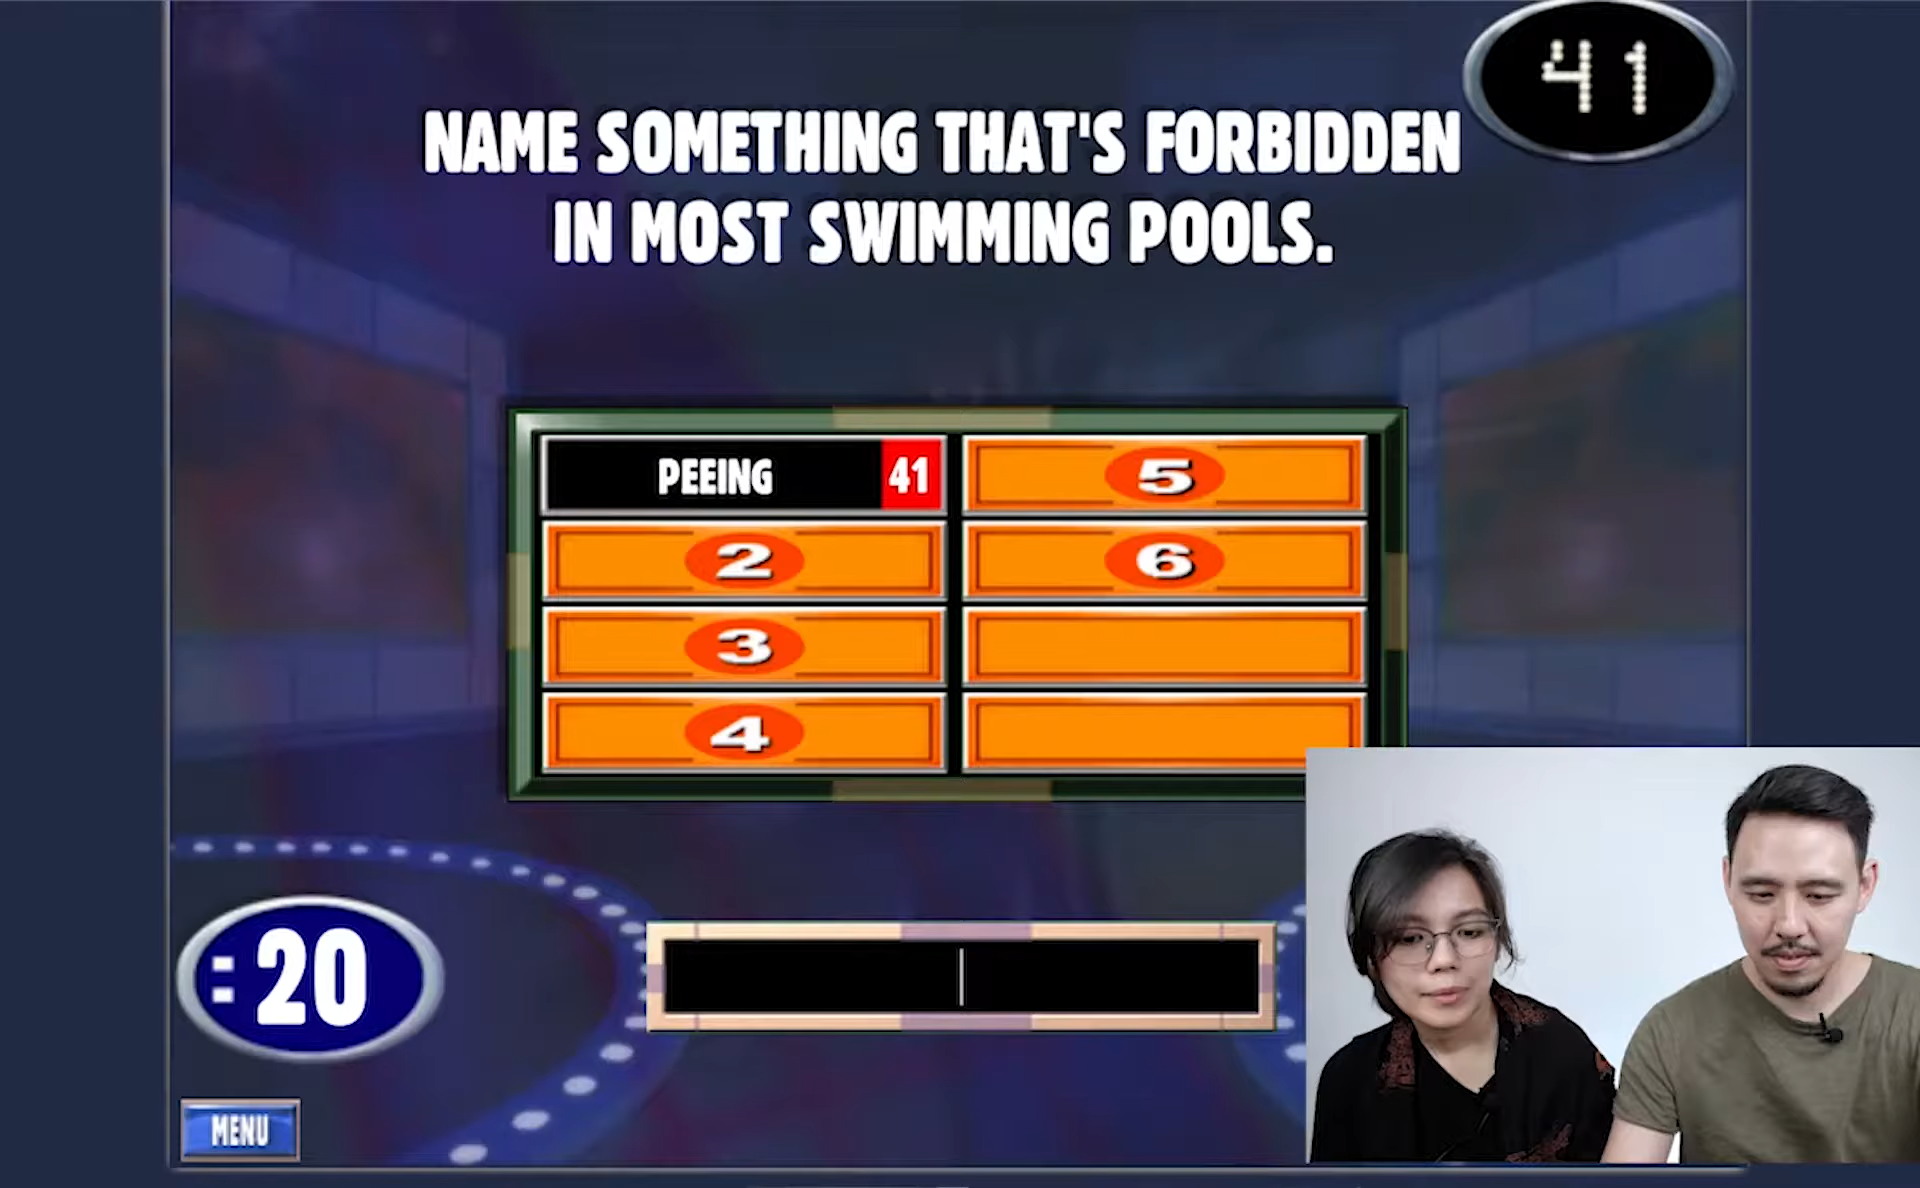 41
NAME SOMETHING THAT'S FORBIDDEN
IN MOST SWIMMING POOLS.
PEEING 41
5
2
6
3
4
:20
MENU